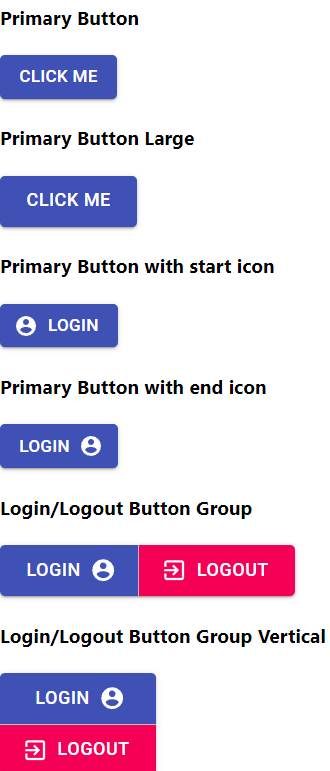 Primary Button
CLICK ME
Primary Button Large
CLICK ME
Primary Button with start icon
LOGIN
Primary Button with end icon
LOGIN
Login/Logout Button Group
LOGIN LOGOUT
Login/Logout Button Group Vertical
LOGIN
LOGOUT